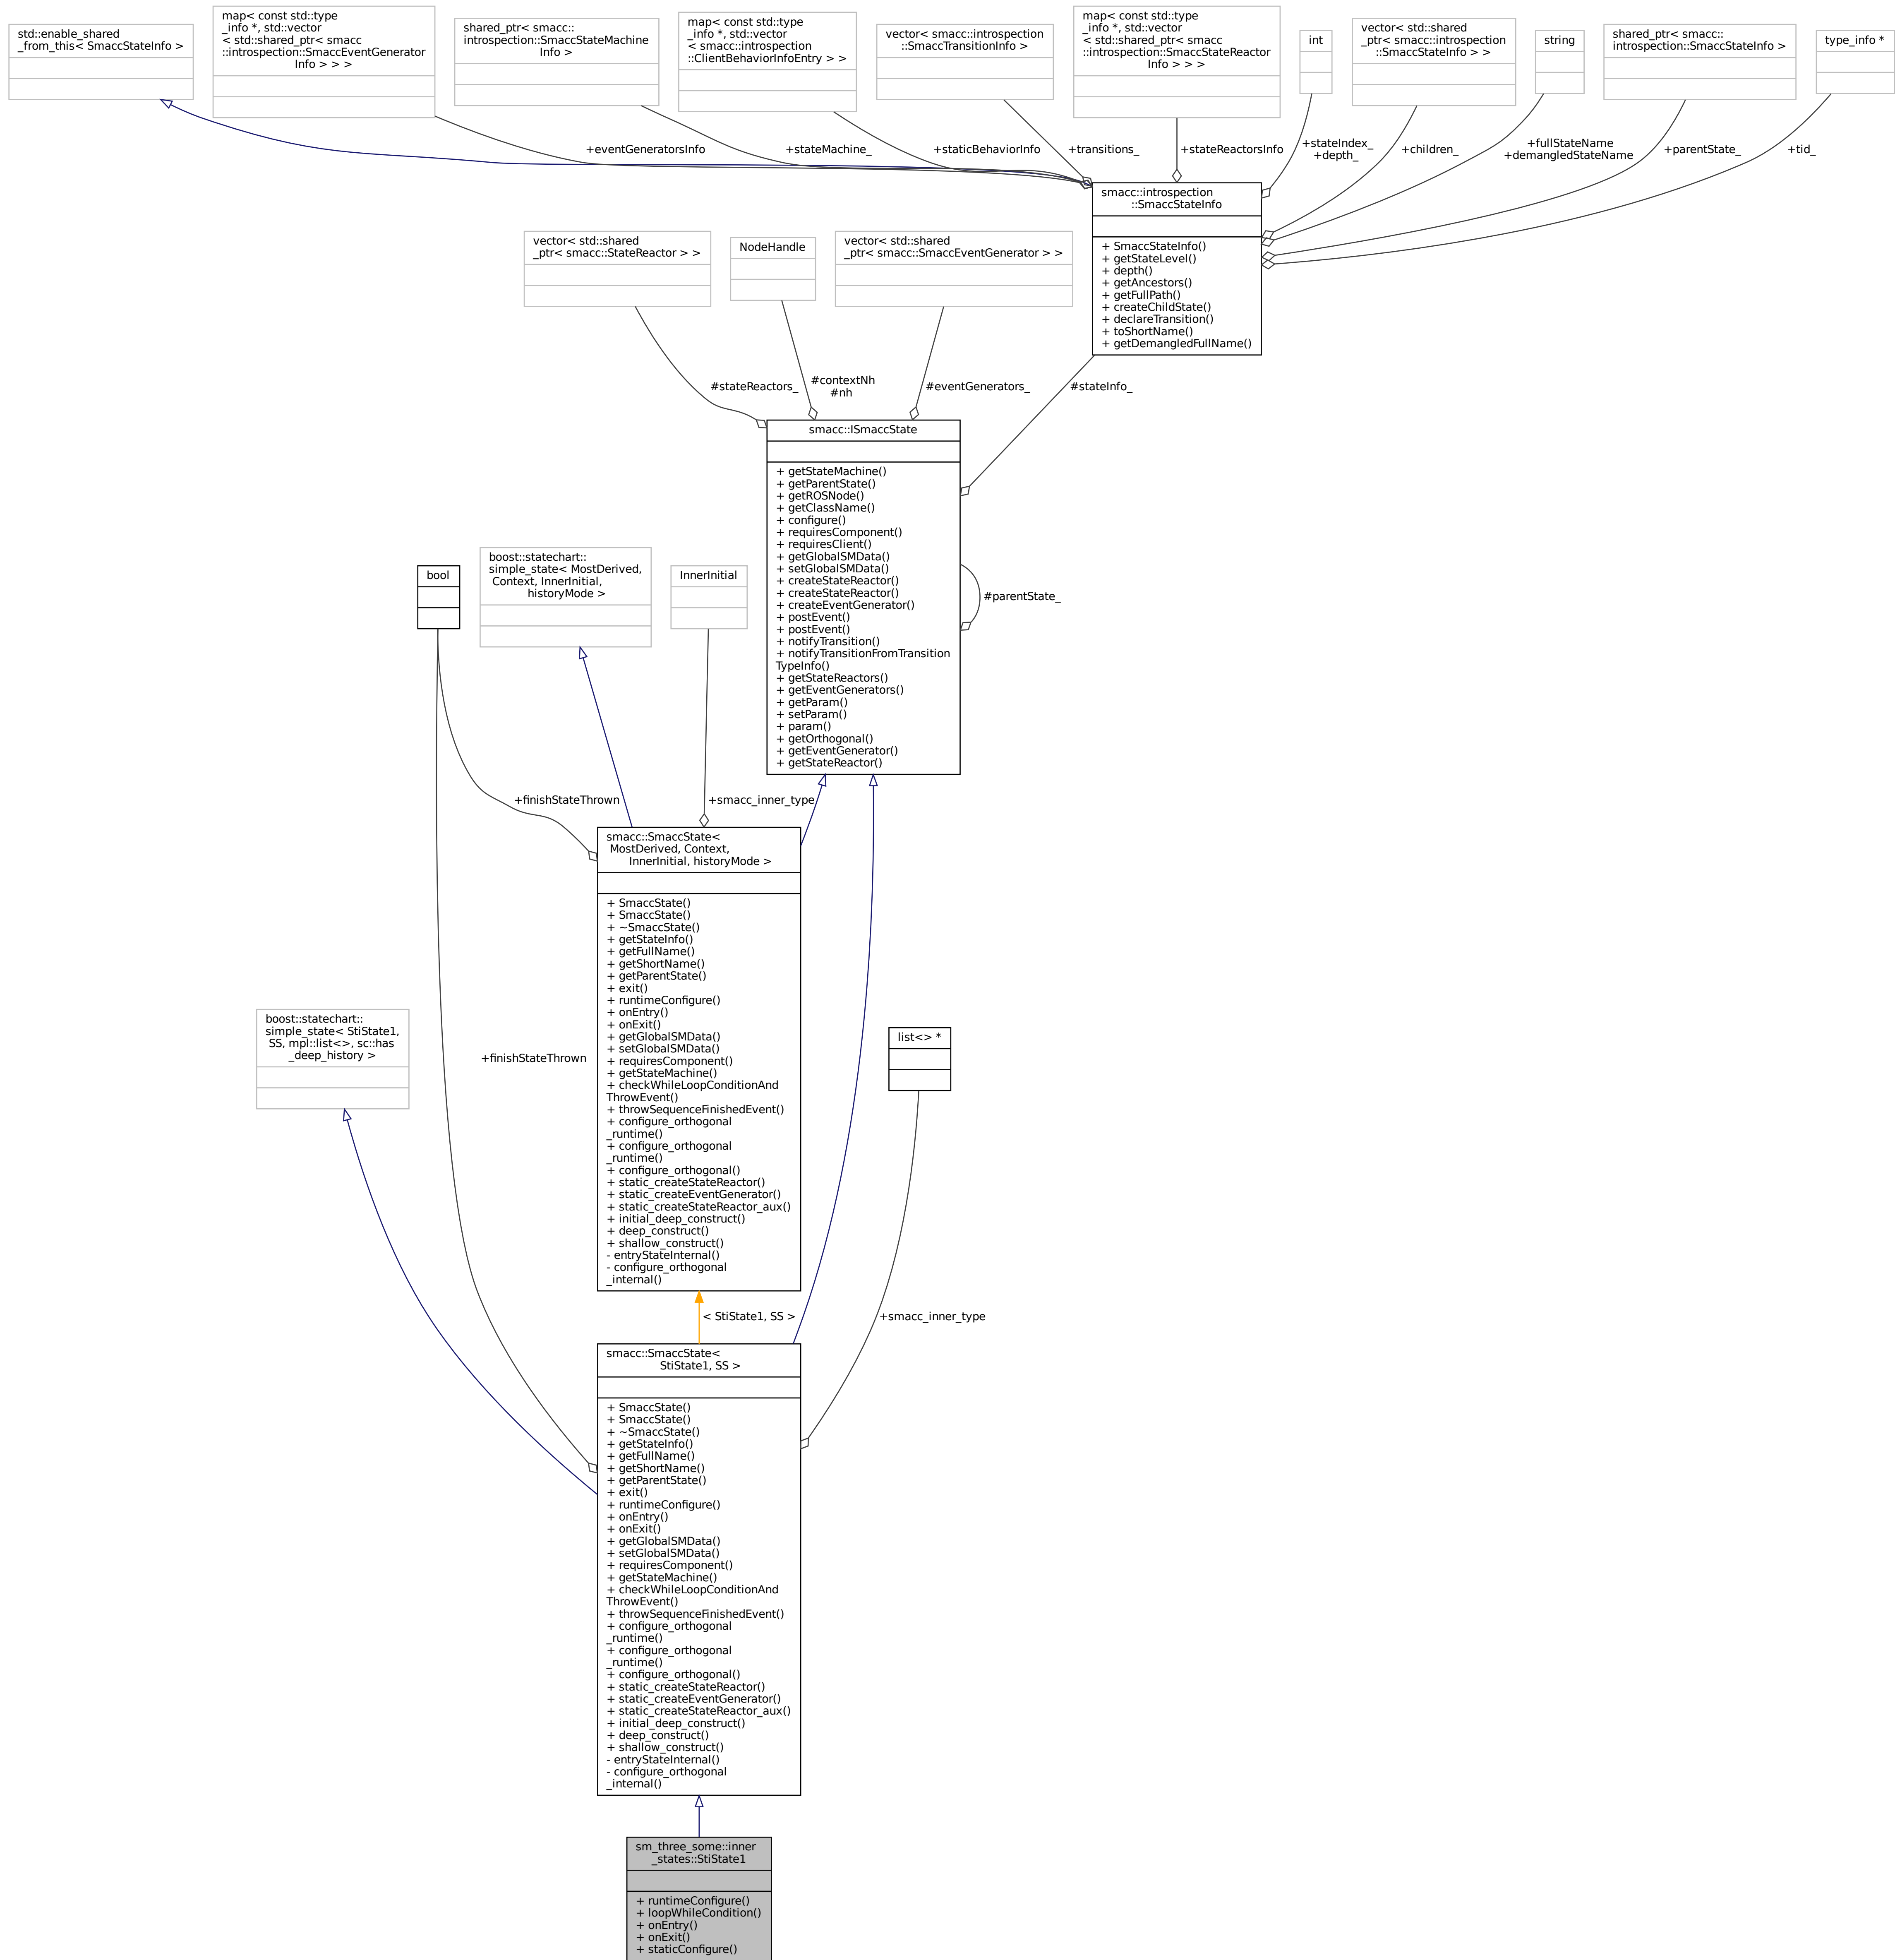 std::enable_shared
_from_this< SmaccStateInfo >
map< const std::type
_info *, std::vector
< std::shared_ptr< smacc
::introspection::SmaccEventGenerator
Info > > >
shared_ptr< smacc::
introspection::SmaccStateMachine
Info >
map< const std::type
_info *, std::vector
< smacc::introspection
::ClientBehaviorInfoEntry > >
vector< smacc::introspection
::SmaccTransitionInfo >
map< const std::type
_info *, std::vector
< std::shared_ptr< smacc
::introspection::SmaccStateReactor
Info > > >
int
vector< std::shared
_ptr< smacc::introspection
::SmaccStateInfo > >
string
shared_ptr< smacc::
introspection::SmaccStateInfo >
type_info *
+eventGeneratorsInfo
+stateMachine_
+staticBehaviorInfo
+transitions_
+stateReactorsInfo
+stateIndex_
+depth_
+children_
+fullStateName
+demangledStateName
+parentState_
+tid_
smacc::introspection
::SmaccStateInfo
+ SmaccStateInfo()
+ getStateLevel()
+ depth()
+ getAncestors()
+ getFullPath()
+ createChildState()
+ declareTransition()
+ toShortName()
+ getDemangledFullName()
vector< std::shared
_ptr< smacc::StateReactor > >
NodeHandle
vector< std::shared
_ptr< smacc::SmaccEventGenerator > >
#stateReactors_
#contextNh
#nh
#eventGenerators_
#stateInfo_
smacc::ISmaccState
+ getStateMachine()
+ getParentState()
+ getROSNode()
+ getClassName()
+ configure()
+ requiresComponent()
+ requiresClient()
+ getGlobalSMData()
+ setGlobalSMData()
+ createStateReactor()
+ createStateReactor()
+ createEventGenerator()
+ postEvent()
+ postEvent()
+ notifyTransition()
+ notifyTransitionFromTransition
TypeInfo()
+ getStateReactors()
+ getEventGenerators()
+ getParam()
+ setParam()
+ param()
+ getOrthogonal()
+ getEventGenerator()
+ getStateReactor()
#parentState_
bool
boost::statechart::
simple_state< MostDerived,
Context, InnerInitial,
historyMode >
InnerInitial
+finishStateThrown
+smacc_inner_type
smacc::SmaccState<
MostDerived, Context,
InnerInitial, historyMode >
+ SmaccState()
+ SmaccState()
+ ~SmaccState()
+ getStateInfo()
+ getFullName()
+ getShortName()
+ getParentState()
+ exit()
+ runtimeConfigure()
+ onEntry()
+ onExit()
+ getGlobalSMData()
+ setGlobalSMData()
+ requiresComponent()
+ getStateMachine()
+ checkWhileLoopConditionAnd
ThrowEvent()
+ throwSequenceFinishedEvent()
+ configure_orthogonal
_runtime()
+ configure_orthogonal
_runtime()
+ configure_orthogonal()
+ static_createStateReactor()
+ static_createEventGenerator()
+ static_createStateReactor_aux()
+ initial_deep_construct()
+ deep_construct()
+ shallow_construct()
- entryStateInternal()
- configure_orthogonal
_internal()
boost::statechart::
simple_state< StiState1,
SS, mpl::list<>, sc::has
_deep_history >
+finishStateThrown
list<> *
< StiState1, SS >
+smacc_inner_type
smacc::SmaccState<
StiState1, SS >
+ SmaccState()
+ SmaccState()
+ ~SmaccState()
+ getStateInfo()
+ getFullName()
+ getShortName()
+ getParentState()
+ exit()
+ runtimeConfigure()
+ onEntry()
+ onExit()
+ getGlobalSMData()
+ setGlobalSMData()
+ requiresComponent()
+ getStateMachine()
+ checkWhileLoopConditionAnd
ThrowEvent()
+ throwSequenceFinishedEvent()
+ configure_orthogonal
_runtime()
+ configure_orthogonal
_runtime()
+ configure_orthogonal()
+ static_createStateReactor()
+ static_createEventGenerator()
+ static_createStateReactor_aux()
+ initial_deep_construct()
+ deep_construct()
+ shallow_construct()
- entryStateInternal()
- configure_orthogonal
_internal()
sm_three_some::inner
_states::StiState1
+ runtimeConfigure()
+ loopWhileCondition()
+ onEntry()
+ onExit()
+ staticConfigure()